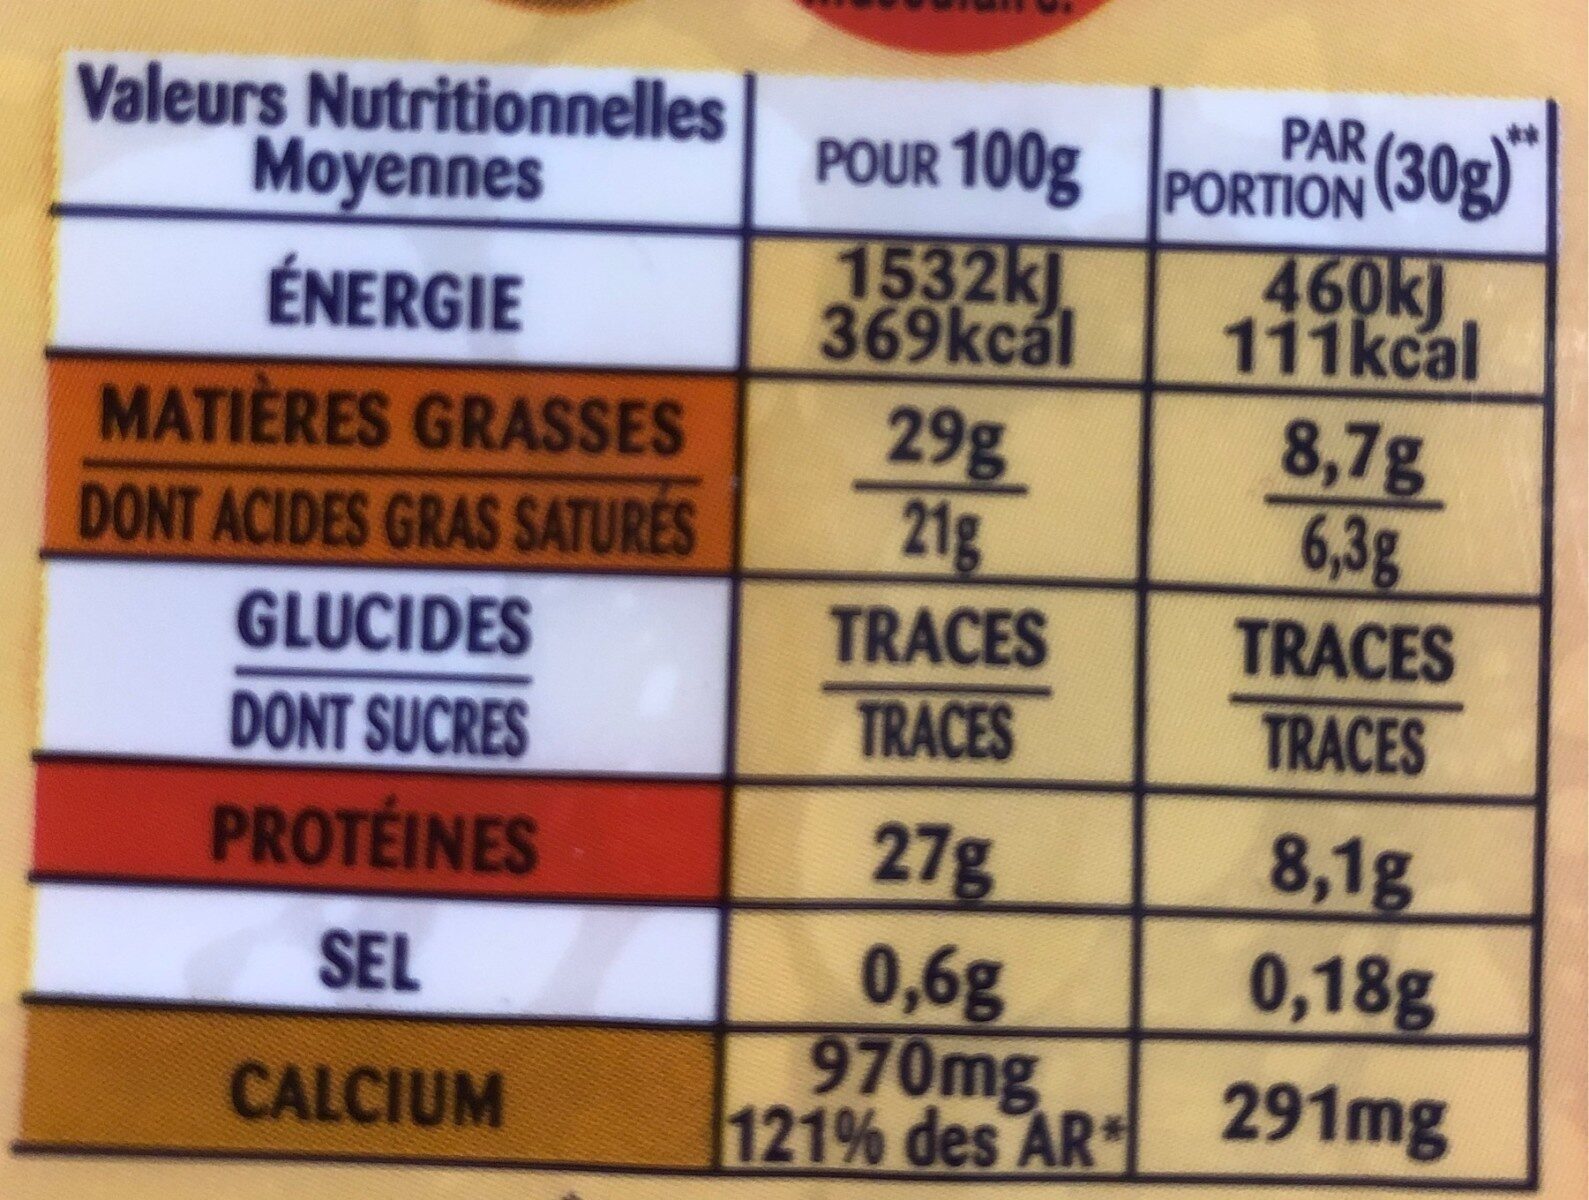 Valeurs Nutritionnelles Moyennes
POUR 100g
PAR PORTION (30g)**
ÉNERGIE
1532kJ
369kcal
460kJ
111kcal
MATIÈRES GRASSES
29g
8,7g
DONT ACIDES GRAS SATURÉS
21g
6,3g
GLUCIDES
TRACES
TRACES
DONT SUCRES
TRACES
TRACES
PROTÉINES
27g
8,1g
SEL
0,6g
0,18g
CALCIUM
970mg
121% des AR*
291mg